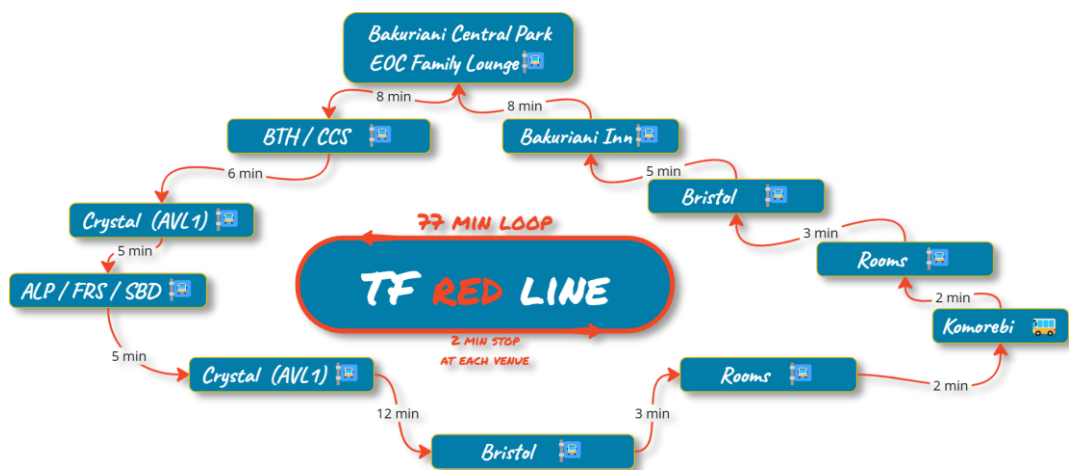 Bakuriani Central Park
EOC Family Lounge
8 min
8 min
BTH / CCS
Bakuriani Inn
6 min
5 min
Bristol
Crystal (AVL1)
77 MIN LOOP
3 min
5 min
Rooms
TF RED LINE
ALP / FRS / SBD
2 min
Komorebi
2 MIN STOP
AT EACH VENUE
5 min
Crystal (AVL1)
Rooms
2 min
12 min
3 min
Bristol